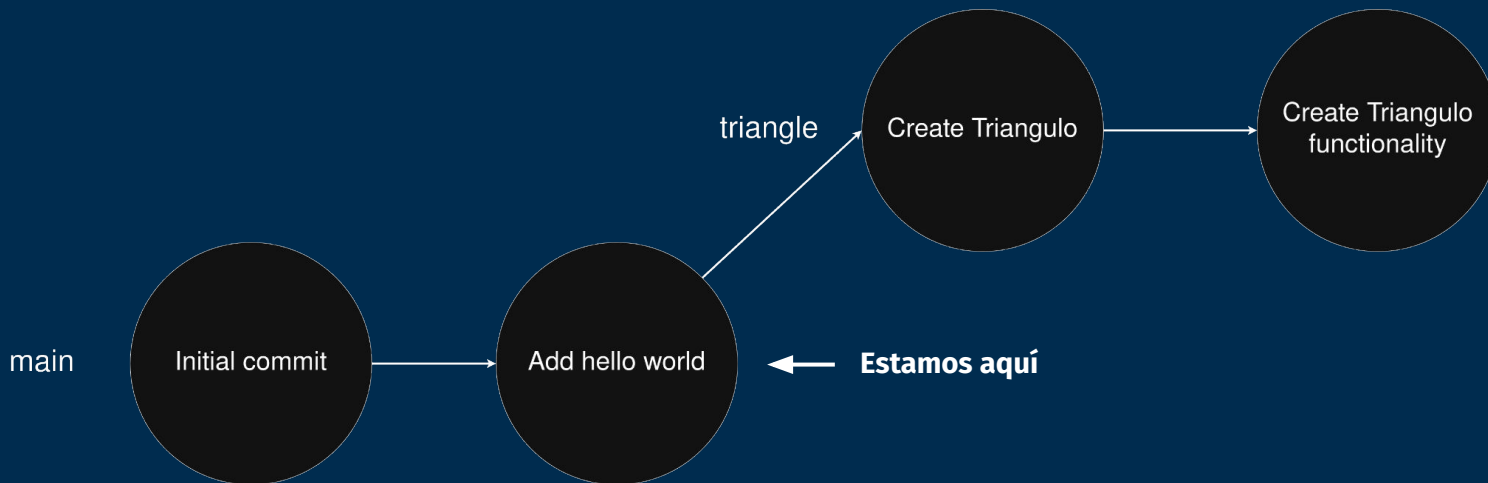 triangle
Create Triangulo
Create Triangulo
functionality
main
Initial commit
Add hello world
Estamos aquí